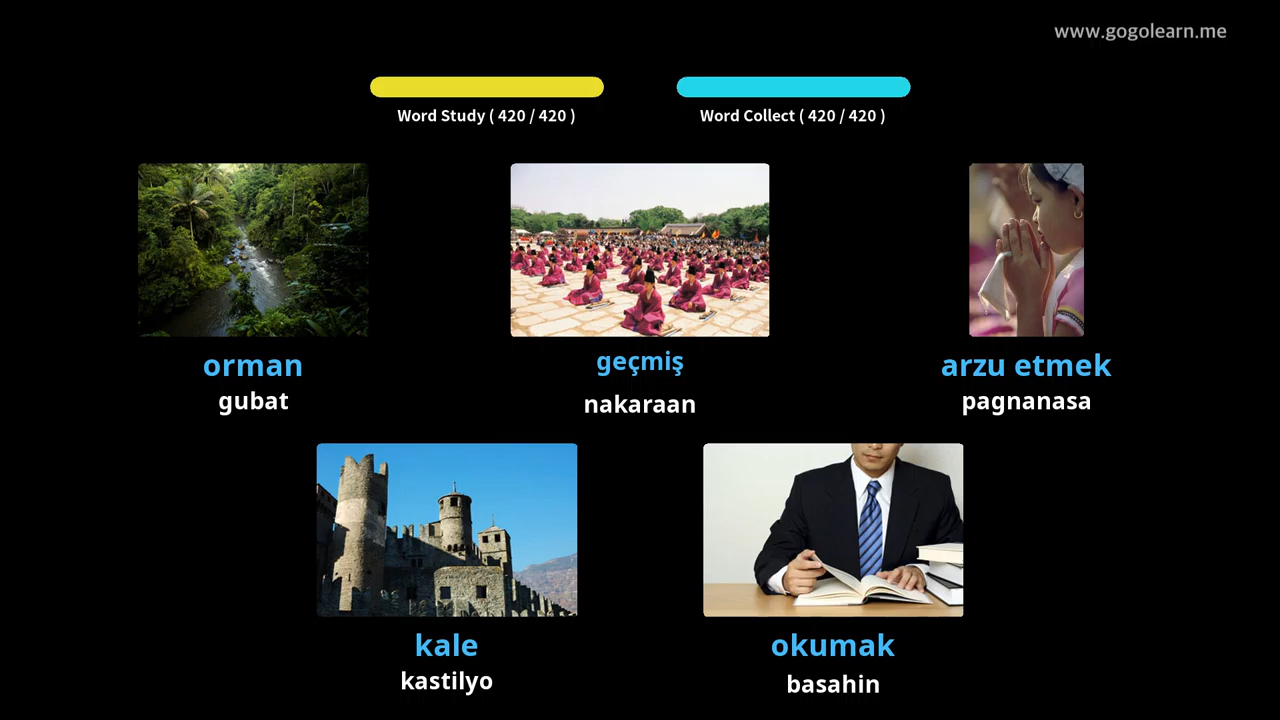 www.gogolearn.me
Word Study ( 420 / 420 )
Word Collect ( 420 / 420 )
orman
gubat
geçmiş
nakaraan
arzu etmek
pagnanasa
kale
kastilyo
okumak
basahin